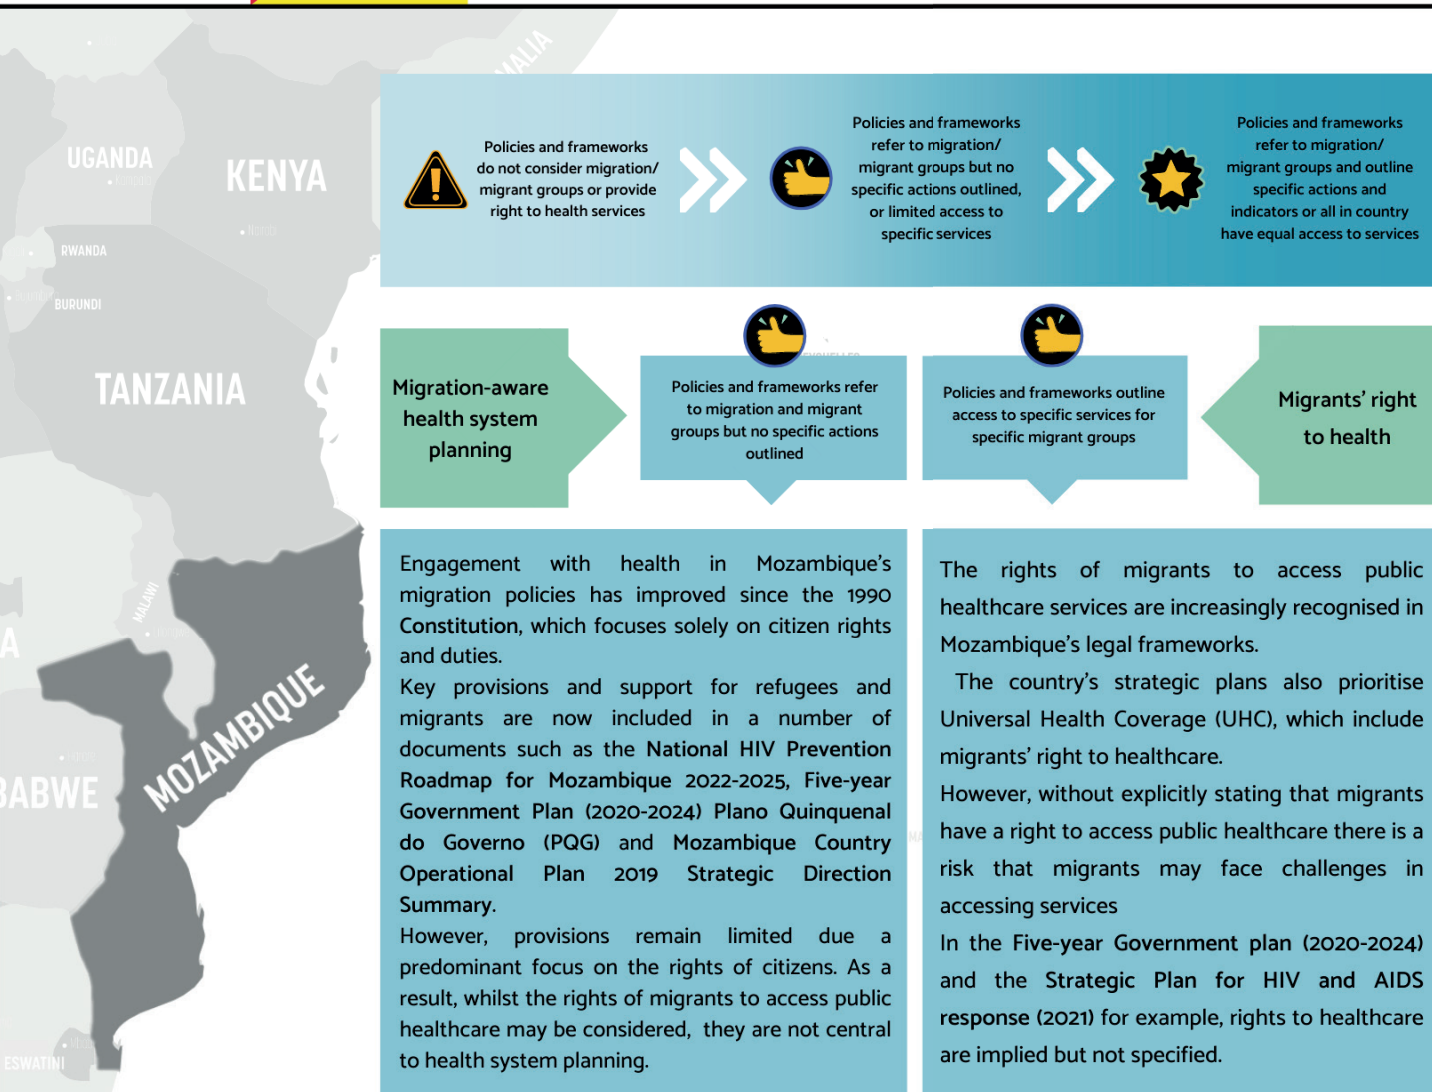 MALIA
UGANDA
KENYA
RWANDA
BURUNDI
TANZANIA
MALAWI
MOZAMBIQUE
BABWE
ESWATINI
Policies and frameworks
do not consider migration/
migrant groups or provide
right to health services
Policies and frameworks
refer to migration/
migrant groups but no
specific actions outlined,
or limited access to
specific services
Policies and frameworks
refer to migration/
migrant groups and outline
specific actions and
indicators or all in country
have equal access to services
Migration-aware
health system
planning
Policies and frameworks refer
to migration and migrant
groups but no specific actions
outlined
Policies and frameworks outline
access to specific services for
specific migrant groups
Migrants' right
to health
Engagement with health in Mozambique's
migration policies has improved since the 1990
Constitution, which focuses solely on citizen rights
and duties.
Key provisions and support for refugees and
migrants are now included in a number of
documents such as the National HIV Prevention
Roadmap for Mozambique 2022-2025, Five-year
Government Plan (2020-2024) Plano Quinquenal
do Governo (PQG) and Mozambique Country
Operational Plan 2019 Strategic Direction
Summary.
However, provisions remain limited due a
predominant focus on the rights of citizens. As a
result, whilst the rights of migrants to access public
healthcare may be considered, they are not central
to health system planning.
The rights of migrants to access public
healthcare services are increasingly recognised in
Mozambique's legal frameworks.
The country's strategic plans also prioritise
Universal Health Coverage (UHC), which include
migrants' right to healthcare.
However, without explicitly stating that migrants
have a right to access public healthcare there is a
risk that migrants may face challenges in
accessing services
In the Five-year Government plan (2020-2024)
and the Strategic Plan for HIV and AIDS
response (2021) for example, rights to healthcare
are implied but not specified.